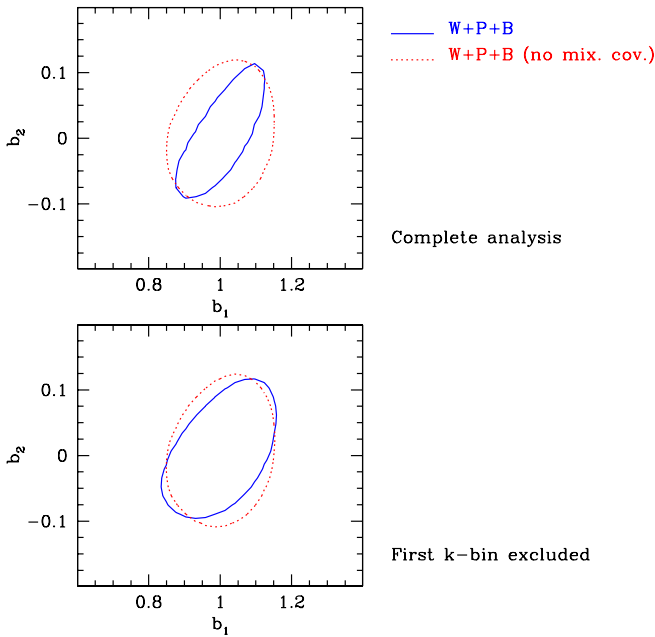 W+P+B
W+P+B (no mix. cov.)
0.1
0
−0.1
b2
0.8
1
1.2
b1
Complete analysis
0.1
0
−0.1
b2
0.8
1
1.2
b1
First k−bin excluded